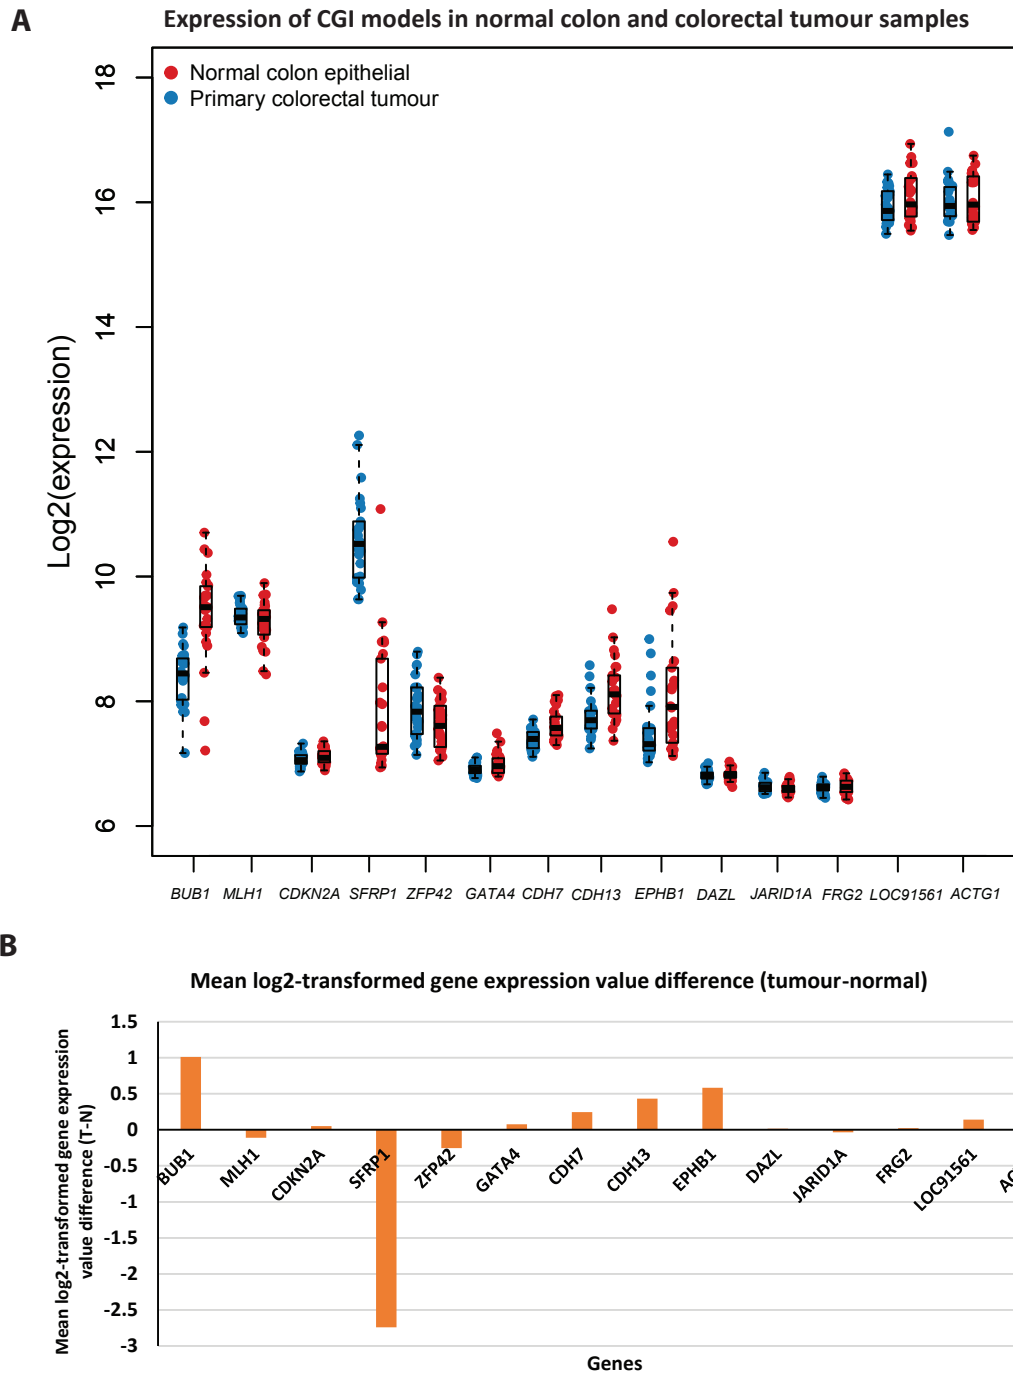 A
Expression of CGI models in normal colon and colorectal tumour samples
Normal colon epithelial
Primary colorectal tumour
Log2(expression)
18
16
14
12
10
8
6
BUB1 MLH1 CDKN2A SFRP1 ZFP42 GATA4 CDH7 CDH13 EPHB1 DAZL JARID1A FRG2 LOC91561 ACTG1
B
Mean log2-transformed gene expression value difference (tumour-normal)
Mean log2-transformed gene expression
value difference (T-N)
1.5
1
0.5
0
-0.5
-1
-1.5
-2
-2.5
-3
BUB1 MLH1 CDKN2A SFRP1 ZFP42 GATA4 CDH7 CDH13 EPHB1 DAZL JARID1A FRG2 LOC91561
Genes